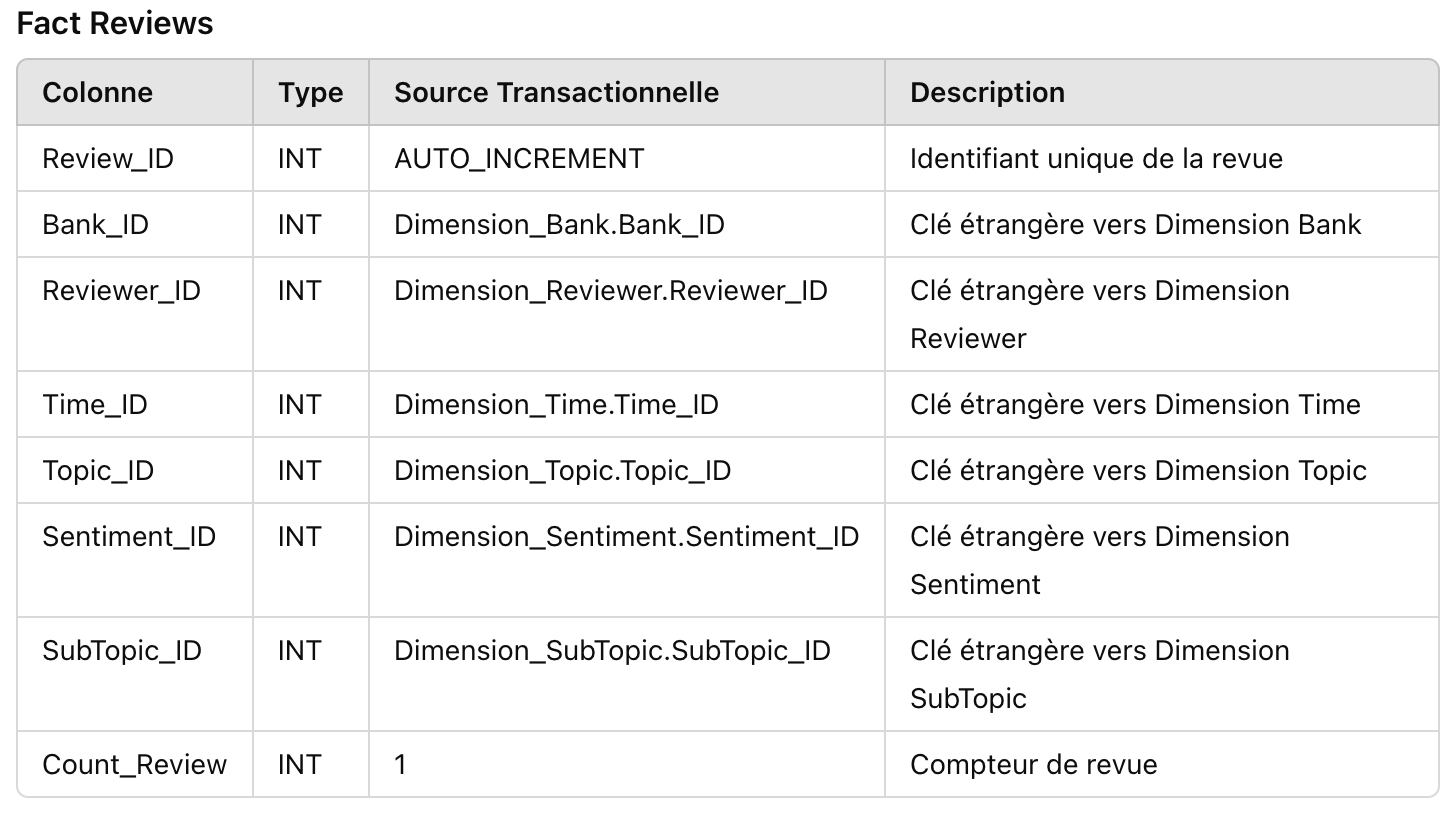 Fact Reviews
Colonne Type Source Transactionnelle Description
Review_ID INT AUTO_INCREMENT Identifiant unique de la revue
Bank_ID INT Dimension_Bank.Bank_ID Clé étrangère vers Dimension Bank
Reviewer_ID INT Dimension_Reviewer.Reviewer_ID Clé étrangère vers Dimension
Reviewer
Time_ID INT Dimension_Time.Time_ID Clé étrangère vers Dimension Time
Topic_ID INT Dimension_Topic.Topic_ID Clé étrangère vers Dimension Topic
Sentiment_ID INT Dimension_Sentiment.Sentiment_ID Clé étrangère vers Dimension
Sentiment
SubTopic_ID INT Dimension_SubTopic.SubTopic_ID Clé étrangère vers Dimension
SubTopic
Count_Review INT 1 Compteur de revue